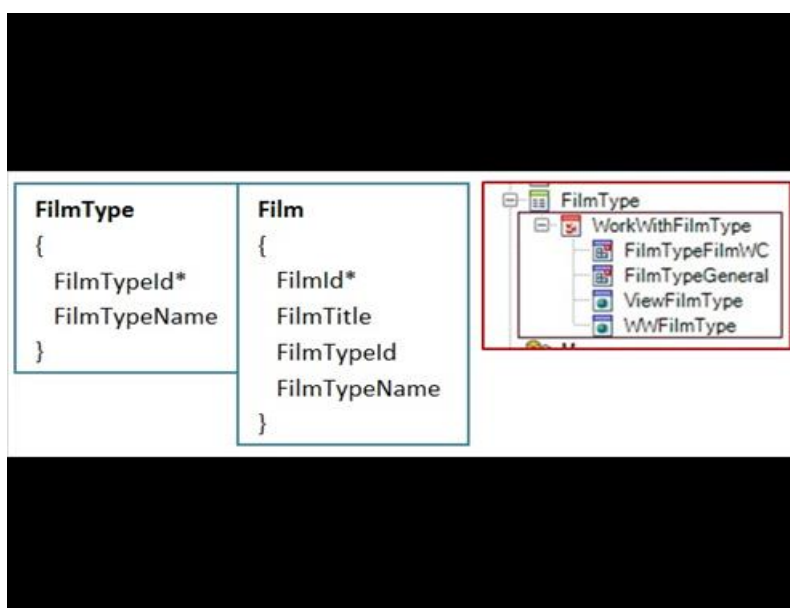 FilmType
{
FilmTypeId*
FilmTypeName
}
Film
{
FilmId*
FilmTitle
FilmTypeId
FilmTypeName
}
FilmType
WorkWithFilmType
FilmTypeFilmWC
FilmTypeGeneral
ViewFilmType
WWFilmType